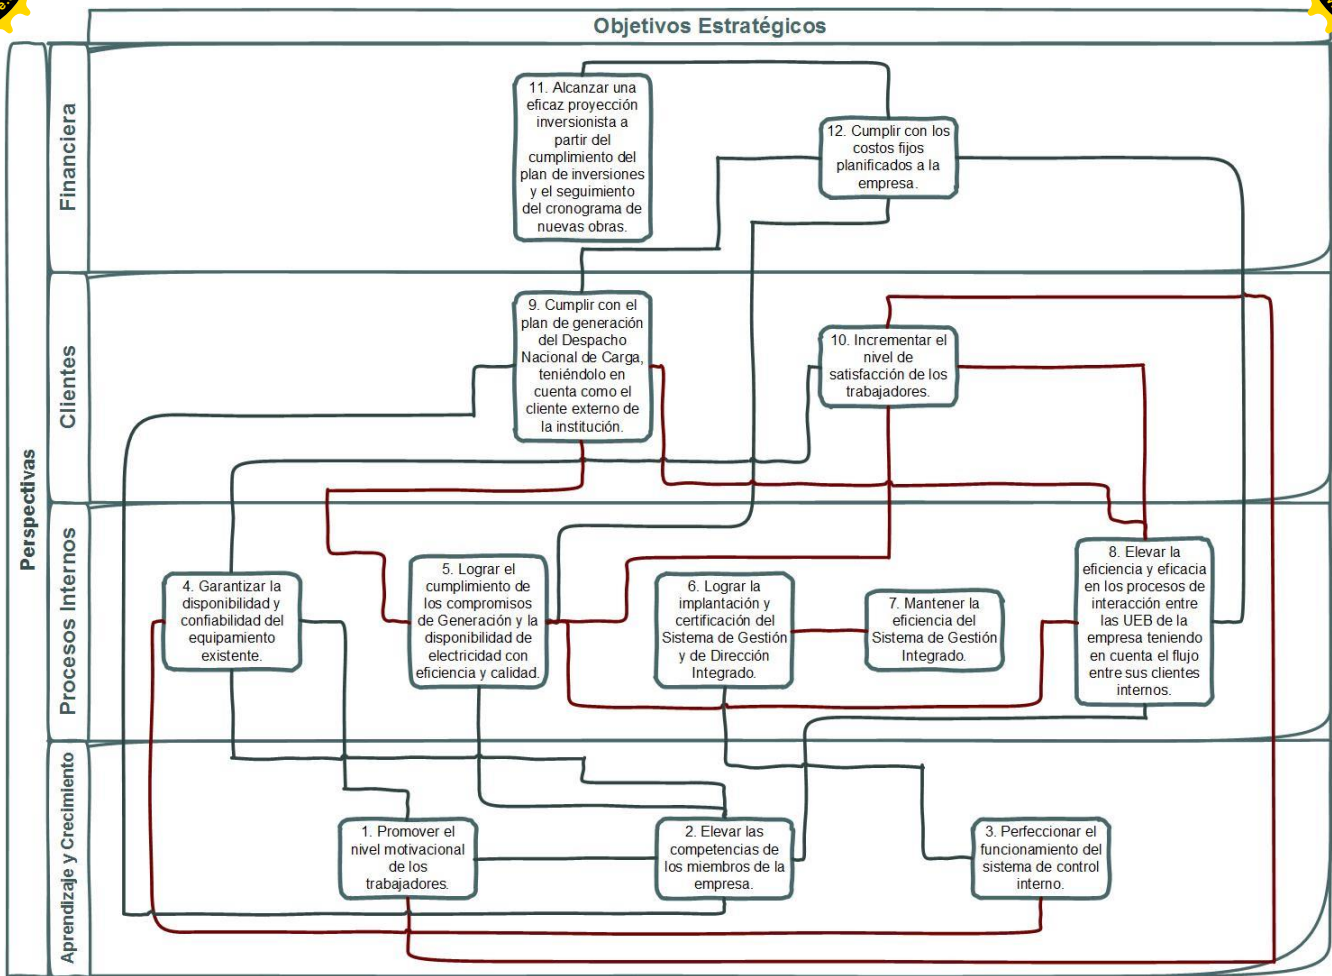 Objetivos Estratégicos
Perspectivas
Financiera
11. Alcanzar una
eficaz proyección
inversionista a
partir del
cumplimiento del
plan de inversiones
y el seguimiento
del cronograma de
nuevas obras.
12. Cumplir con los
costos fijos
planificados a la
empresa.
Clientes
9. Cumplir con el
plan de generación
del Despacho
Nacional de Carga,
teniéndolo en
cuenta como el
cliente externo de
la institución.
10. Incrementar el
nivel de
satisfacción de los
trabajadores.
Procesos Internos
4. Garantizar la
disponibilidad y
confiabilidad del
equipamiento
existente.
5. Lograr el
cumplimiento de
los compromisos
de Generación y la
disponibilidad de
electricidad con
eficiencia y calidad.
6. Lograr la
implantación y
certificación del
Sistema de Gestión
y de Dirección
Integrado.
7. Mantener la
eficiencia del
Sistema de Gestión
Integrado.
8. Elevar la
eficiencia y eficacia
en los procesos de
interacción entre
las UEB de la
empresa teniendo
en cuenta el flujo
entre sus clientes
internos.
Aprendizaje y Crecimiento
1. Promover el
nivel motivacional
de los
trabajadores.
2. Elevar las
competencias de
los miembros de la
empresa.
3. Perfeccionar el
funcionamiento del
sistema de control
interno.